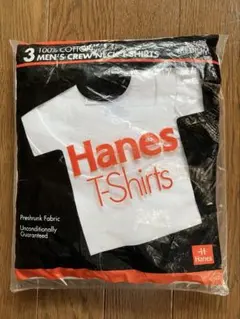 3 100% COTTON
MEN'S CREW NECK T-SHIRTS
Hanes
T-Shirts
Preshrunk Fabric
Unconditionally
Guaranteed
H
Hanes